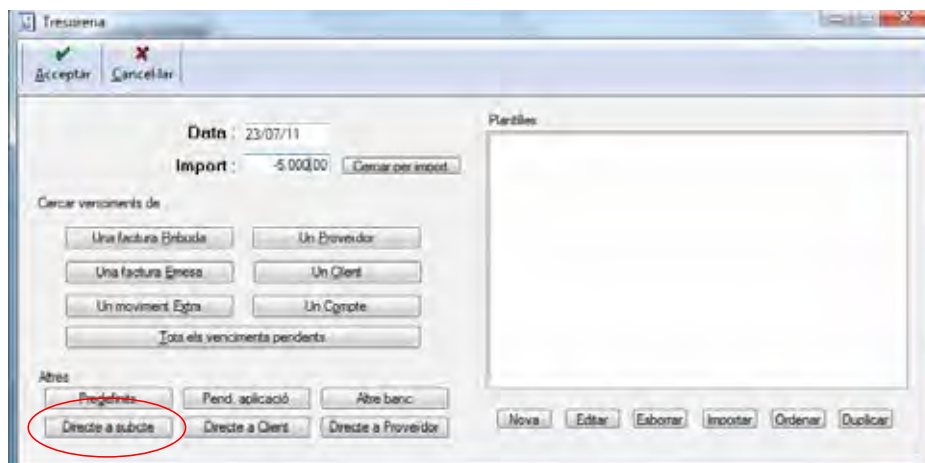 Tresoreria
Acceptar Cancel·lar
Data : 23/07/11
Import : -5.000,00 Cercar per import
Cercar venciments de
Una factura Rebuda Un Proveidor
Una factura Emesa Un Client
Un moviment Extra Un Compte
Tots els venciments pendents
Altres
Predefinits Pend. aplicació Altre banc
Directe a subcte Directe a Client Directe a Proveidor
Plantilles
Nova Editar Esborrar Importar Ordenar Duplicar